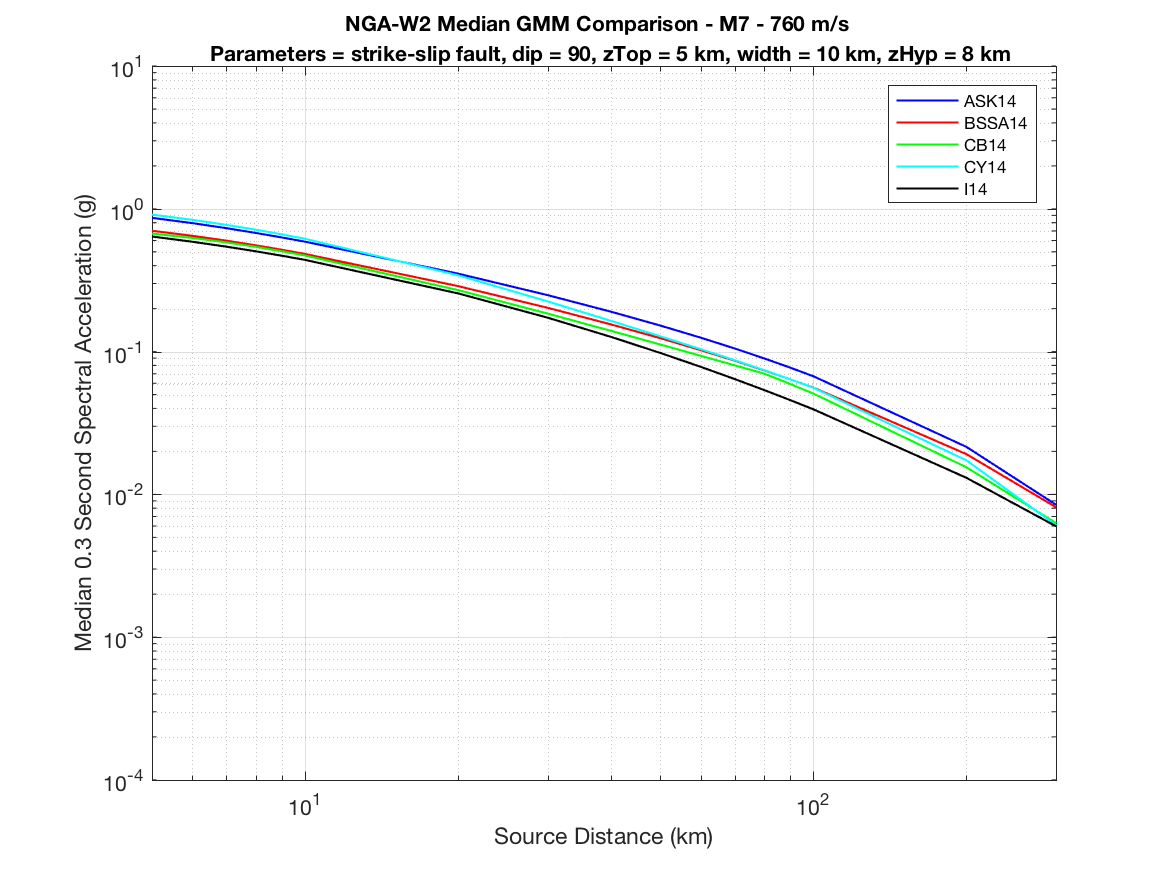 NGA-W2 Median GMM Comparison - M7 - 760 m/s
Parameters = strike-slip fault, dip = 90, zTop = 5 km, width = 10 km, zHyp = 8 km
ASK14
BSSA14
CB14
CY14
I14
Median 0.3 Second Spectral Acceleration (g)
10^1
10^0
10^-1
10^-2
10^-3
10^-4
10^1 10^2
Source Distance (km)